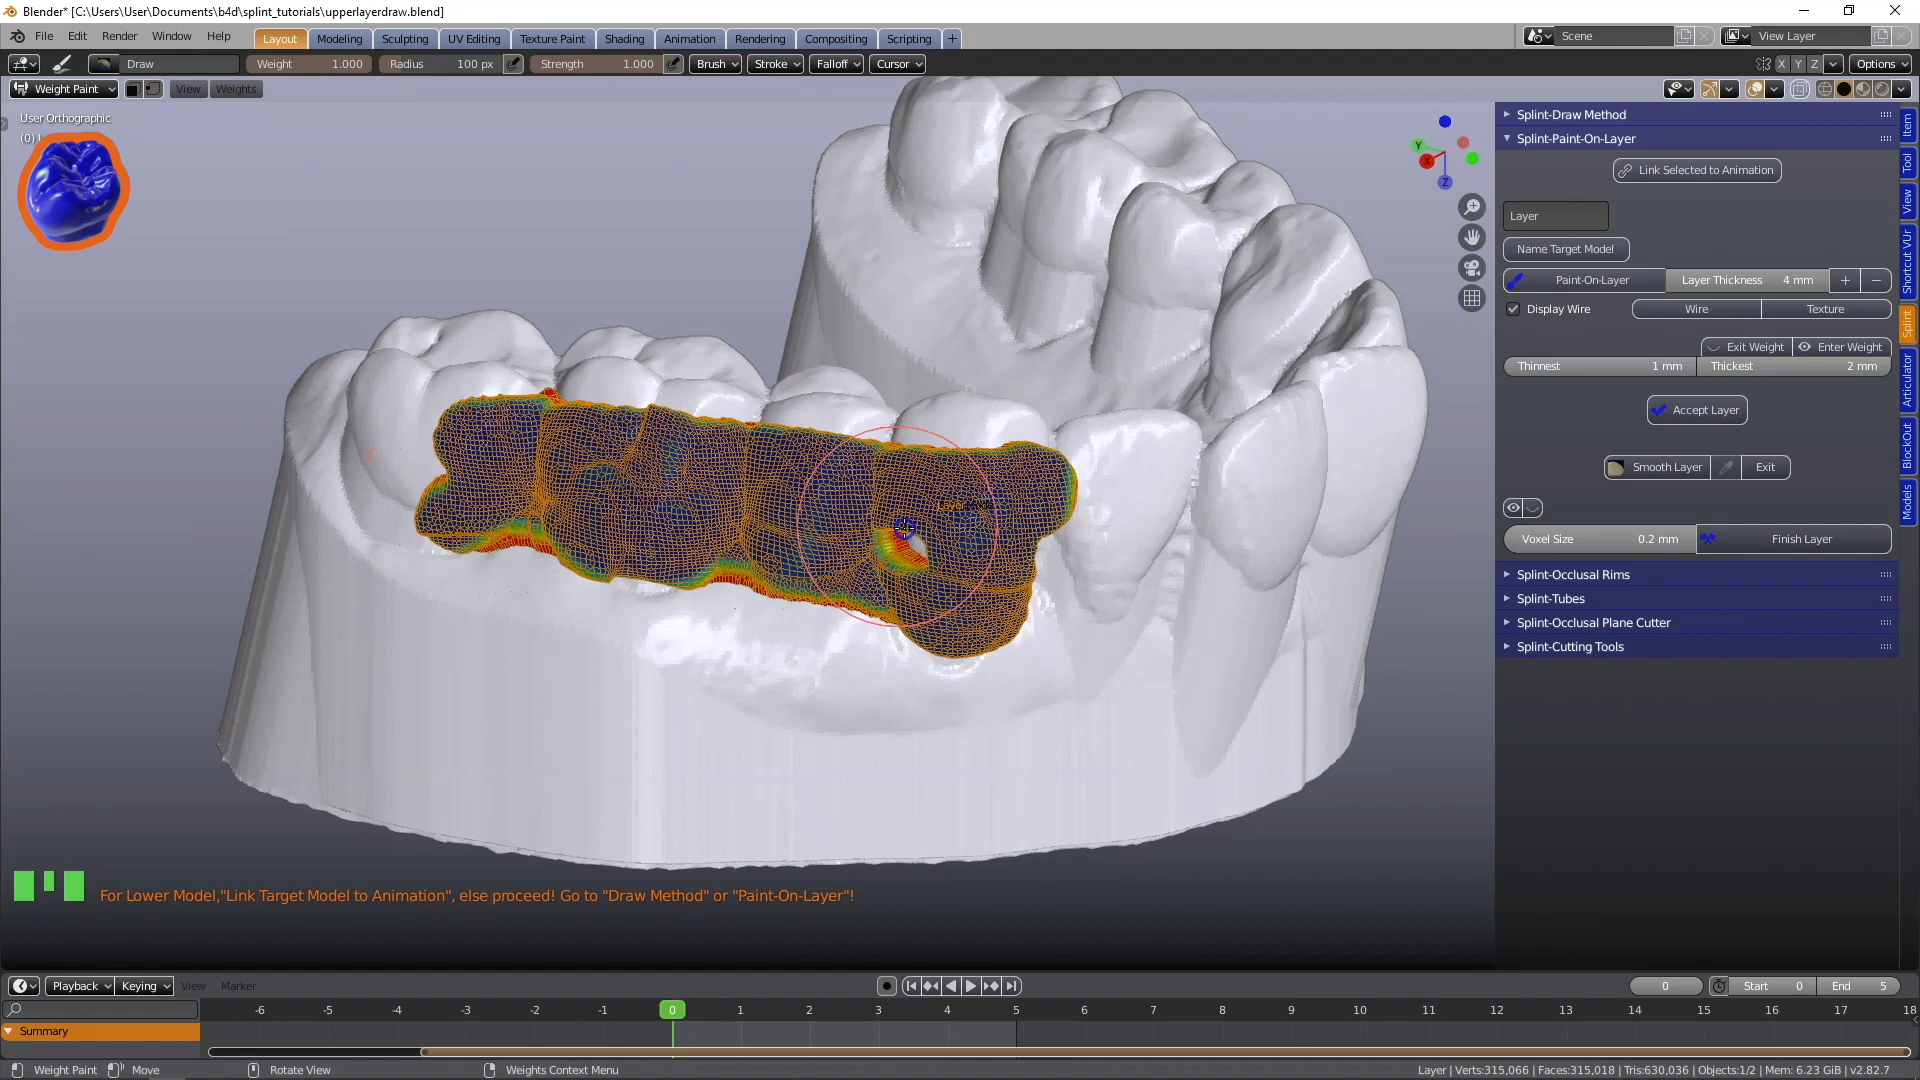 Blender* [C:\Users\User\Documents\b4d\splint_tutorials\upperlayerdraw.blend]
File Edit Render Window Help Layout Modeling Sculpting UV Editing Texture Paint Shading Animation Rendering Compositing Scripting + Scene View Layer
Draw Weight 1.000 Radius 100 px Strength 1.000 Brush Stroke Falloff Cursor X Y Z Options
Weight Paint View Weights
User Orthographic
(0)
Y X Z
Splint-Draw Method
Splint-Paint-On-Layer
Link Selected to Animation
Layer
Name Target Model
Paint-On-Layer Layer Thickness 4 mm + −
Display Wire Wire Texture
Exit Weight Enter Weight
Thinnest 1 mm Thickest 2 mm
Accept Layer
Smooth Layer Exit
Voxel Size 0.2 mm Finish Layer
Splint-Occlusal Rims
Splint-Tubes
Splint-Occlusal Plane Cutter
Splint-Cutting Tools
Item
Tool
View
Shortcut VUr
Splint
Articulator
BlockOut
Models
For Lower Model,"Link Target Model to Animation", else proceed! Go to "Draw Method" or "Paint-On-Layer"!
Playback Keying View Marker 0 Start 0 End 5
-6 -5 -4 -3 -2 -1 0 1 2 3 4 5 6 7 8 9 10 11 12 13 14 15 16 17 18
Summary
Weight Paint Move Rotate View Weights Context Menu Layer | Verts:315,066 | Faces:315,018 | Tris:630,036 | Objects:1/2 | Mem: 6.23 GiB | v2.82.7